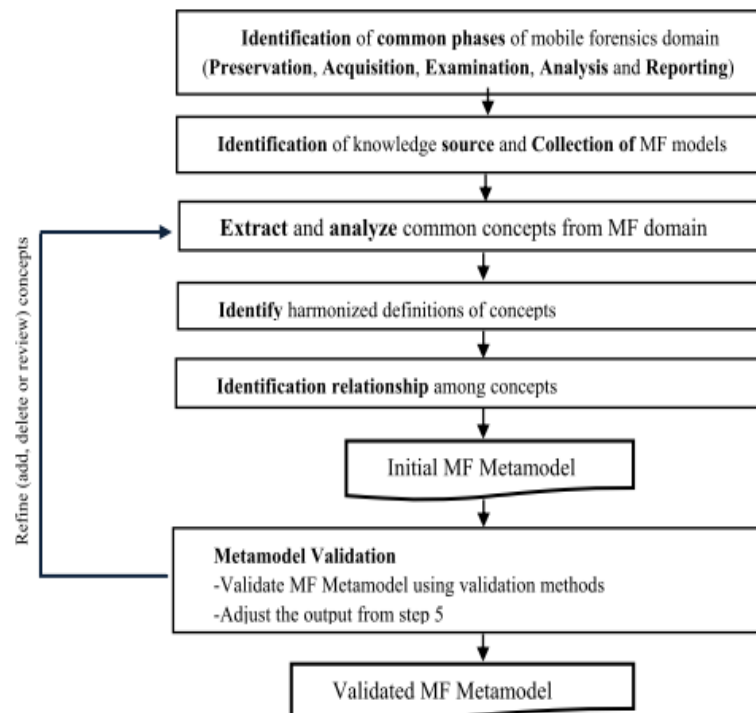 Identification of common phases of mobile forensics domain
(Preservation, Acquisition, Examination, Analysis and Reporting)
Identification of knowledge source and Collection of MF models
Extract and analyze common concepts from MF domain
Identify harmonized definitions of concepts
Identification relationship among concepts
Initial MF Metamodel
Metamodel Validation
-Validate MF Metamodel using validation methods
-Adjust the output from step 5
Validated MF Metamodel
Refine (add, delete or review) concepts